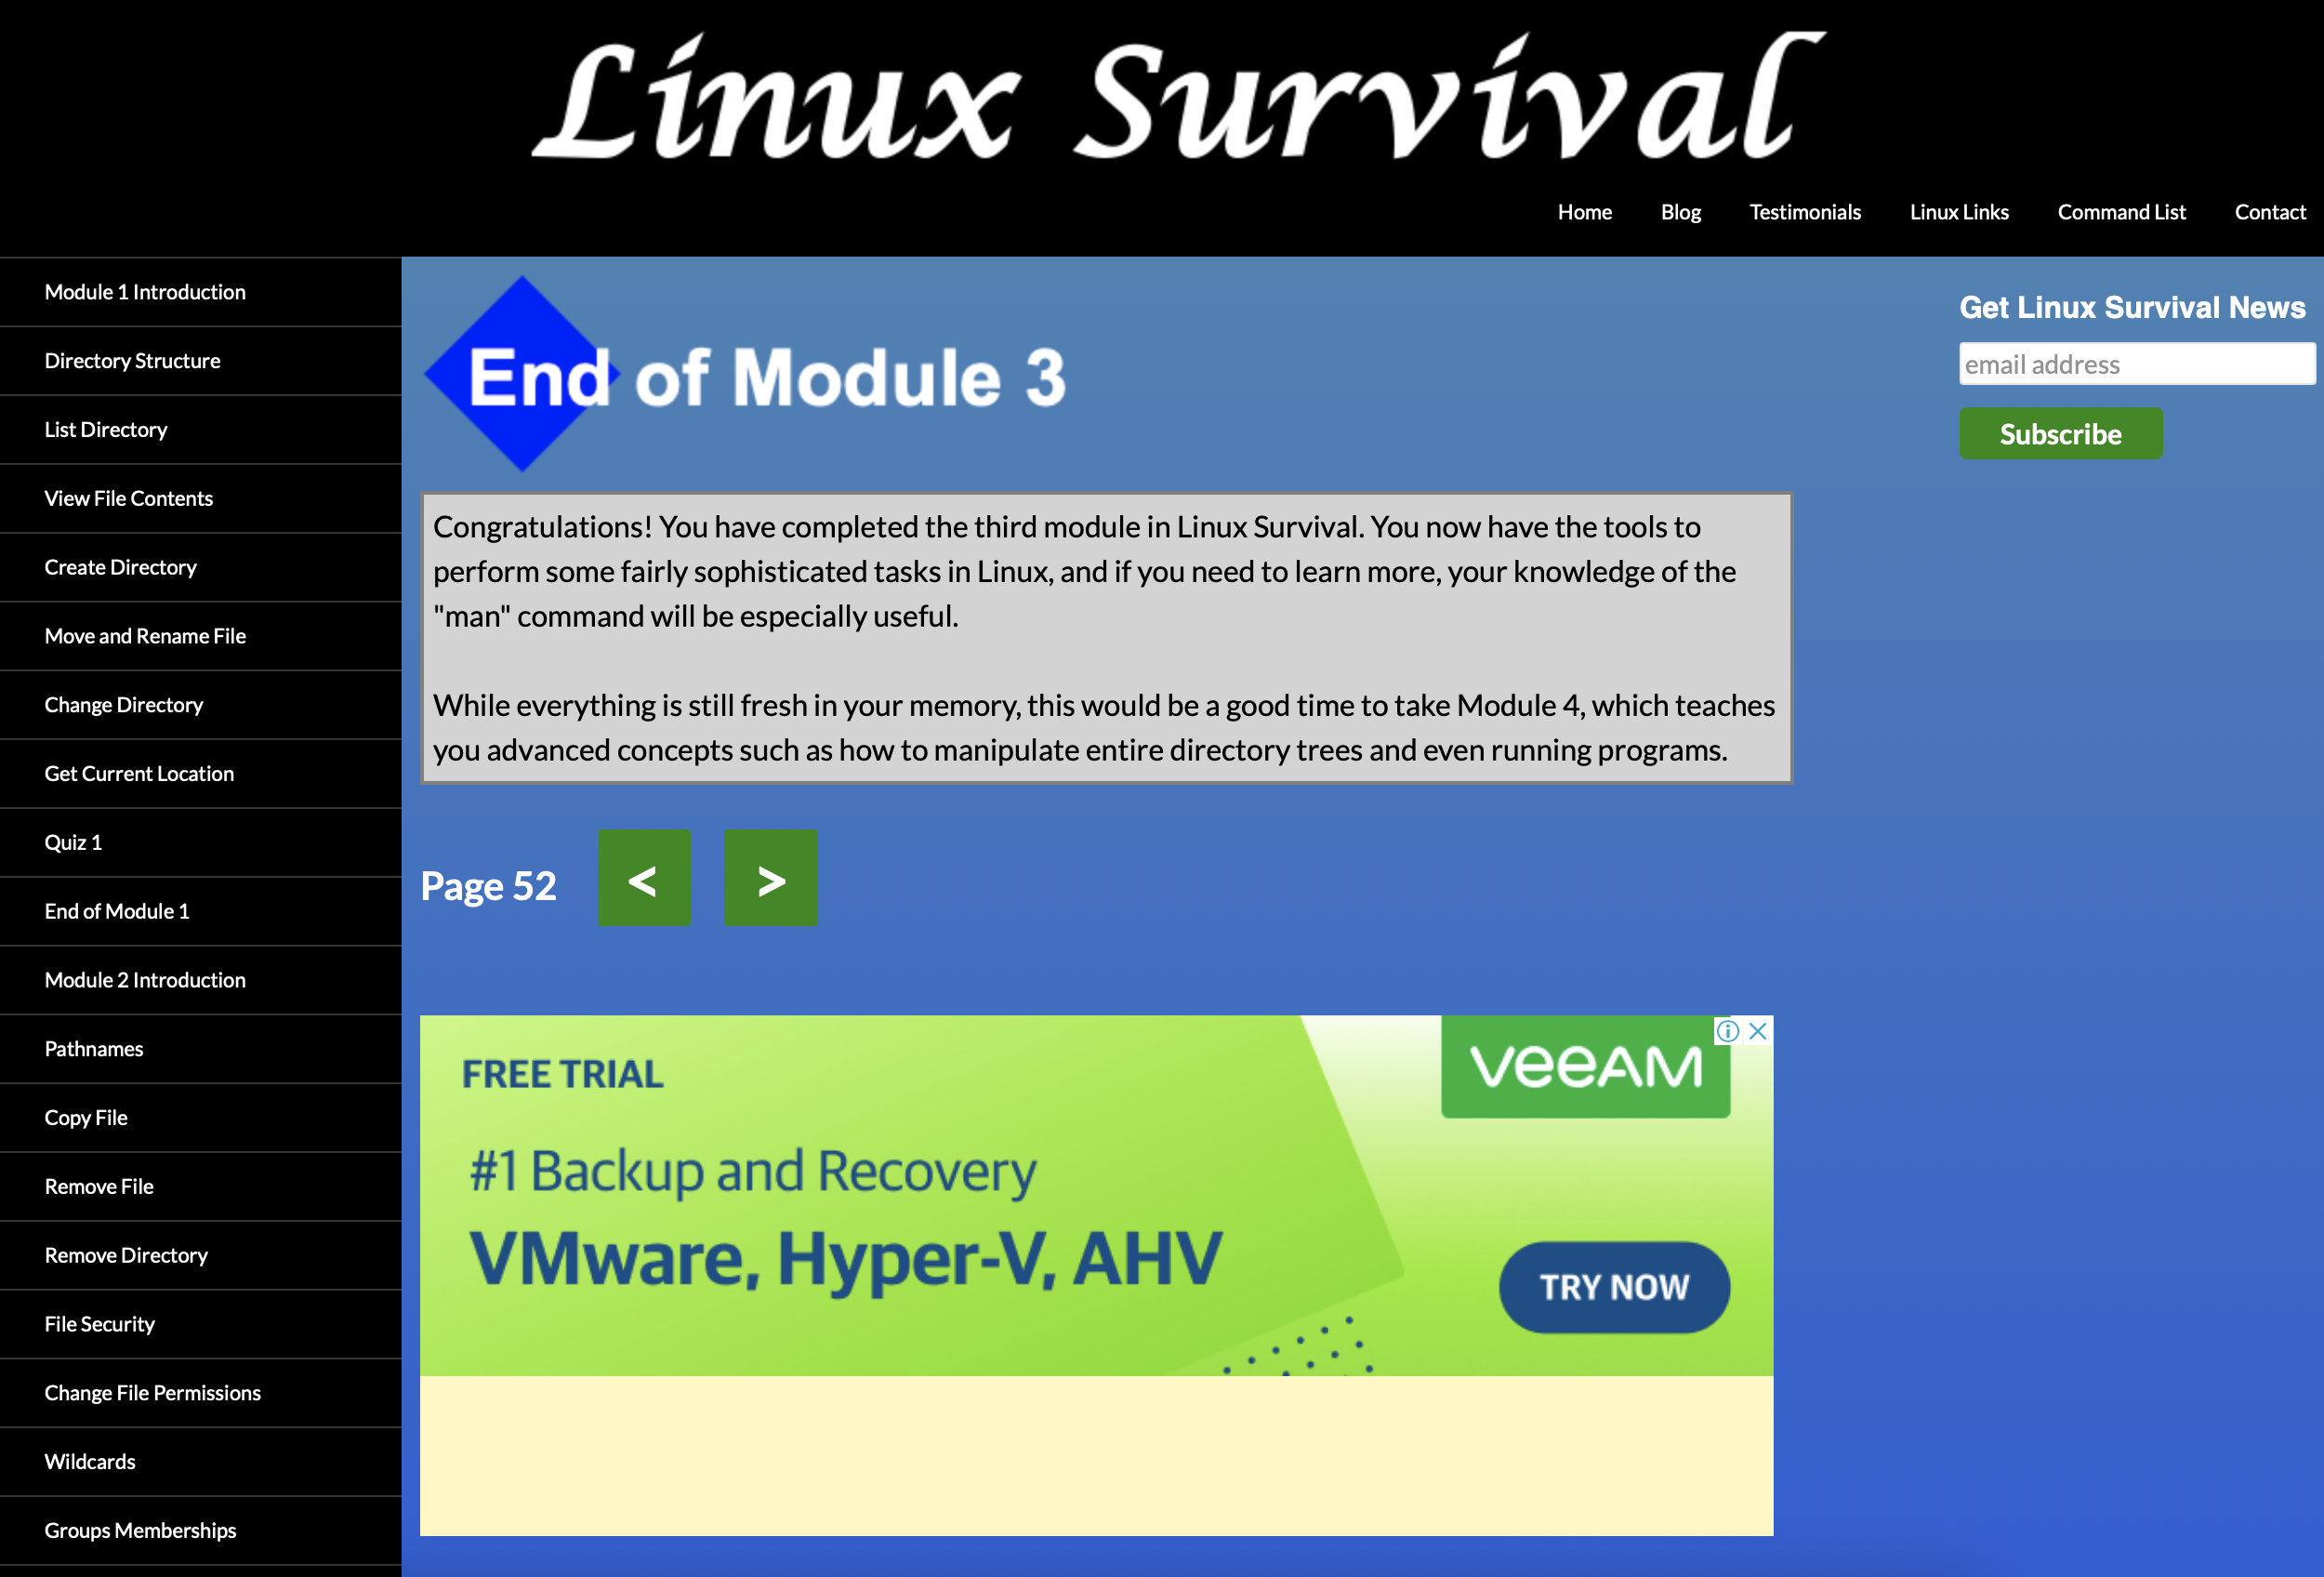 Linux Survival
Home
Blog
Testimonials
Linux Links
Command List
Contact
Module 1 Introduction
Directory Structure
List Directory
View File Contents
Create Directory
Move and Rename File
Change Directory
Get Current Location
Quiz 1
End of Module 1
Module 2 Introduction
Pathnames
Copy File
Remove File
Remove Directory
File Security
Change File Permissions
Wildcards
Groups Memberships
End of Module 3
Congratulations! You have completed the third module in Linux Survival. You now have the tools to
perform some fairly sophisticated tasks in Linux, and if you need to learn more, your knowledge of the
"man" command will be especially useful.
While everything is still fresh in your memory, this would be a good time to take Module 4, which teaches
you advanced concepts such as how to manipulate entire directory trees and even running programs.
Page 52
<
>
FREE TRIAL
#1 Backup and Recovery
VMware, Hyper-V, AHV
veeAM
TRY NOW
Get Linux Survival News
email address
Subscribe